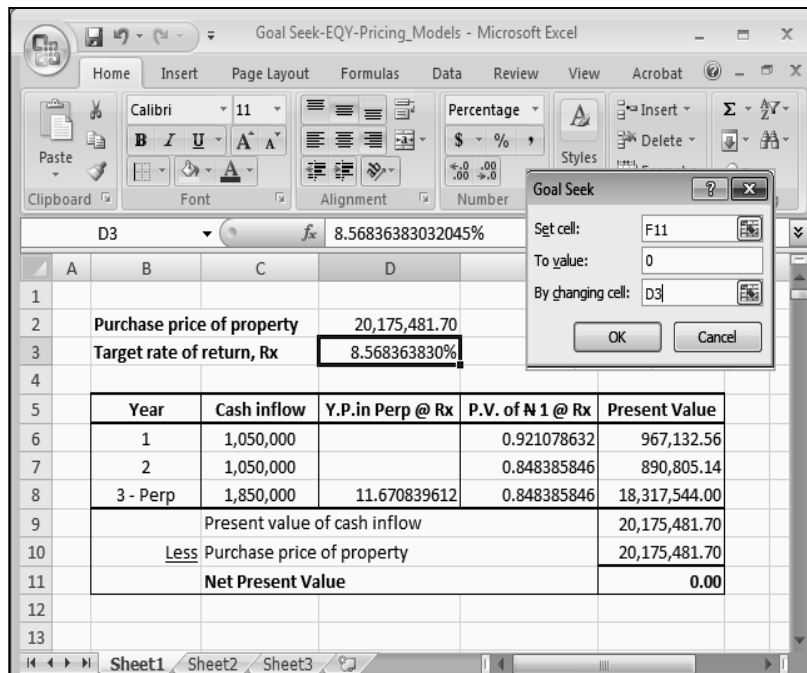 Goal Seek-EQY-Pricing_Models - Microsoft Excel
Home Insert Page Layout Formulas Data Review View Acrobat
Calibri 11 Percentage Insert
Paste B I U A A $ % , Styles Delete
Clipboard Font Alignment Number
D3 fx 8.56836383032045%
Goal Seek
Set cell: F11
To value: 0
By changing cell: D3
OK Cancel
A B C D
1
2 Purchase price of property 20,175,481.70
3 Target rate of return, Rx 8.568363830%
4
5 Year Cash inflow Y.P.in Perp @ Rx P.V. of ₦ 1 @ Rx Present Value
6 1 1,050,000 0.921078632 967,132.56
7 2 1,050,000 0.848385846 890,805.14
8 3 - Perp 1,850,000 11.670839612 0.848385846 18,317,544.00
9 Present value of cash inflow 20,175,481.70
10 Less Purchase price of property 20,175,481.70
11 Net Present Value 0.00
12
13
Sheet1 Sheet2 Sheet3